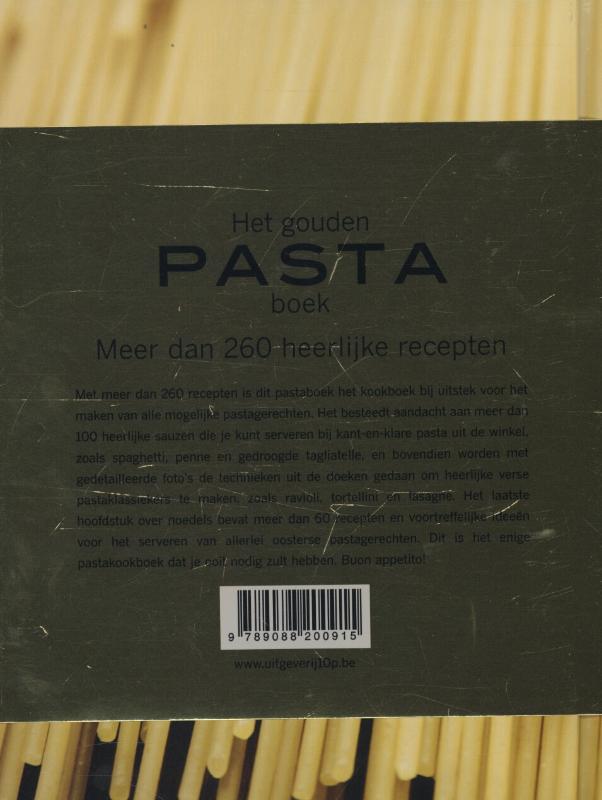 Het gouden
PASTA
boek
Meer dan 260 heerlijke recepten
Met meer dan 260 recepten is dit pastaboek het kookboek bij uitstek voor het
maken van alle mogelijke pastagerechten. Het besteedt aandacht aan meer dan
100 heerlijke sauzen die je kunt serveren bij kant-en-klare pasta uit de winkel,
zoals spaghetti, penne en gedroogde tagliatelle, en bovendien worden met
gedetailleerde foto's de technieken uit de doeken gedaan om heerlijke verse
pastaklassiekers te maken, zoals ravioli, tortellini en lasagne. Het laatste
hoofdstuk over noedels bevat meer dan 60 recepten en voortreffelijke ideeën
voor het serveren van allerlei oosterse pastagerechten. Dit is het enige
pastakookboek dat je ooit nodig zult hebben. Buon appetito!
9 789088 200915
www.uitgeverij10p.be